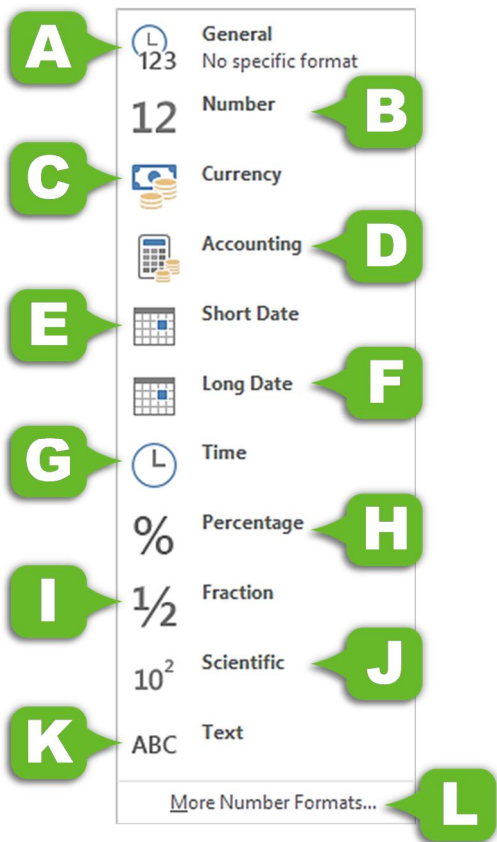 A
General
123
No specific format
12
Number
B
C
Currency
Accounting
D
E
Short Date
Long Date
F
G
Time
%
Percentage
H
I
½
Fraction
10²
Scientific
J
K
ABC
Text
More Number Formats...
L